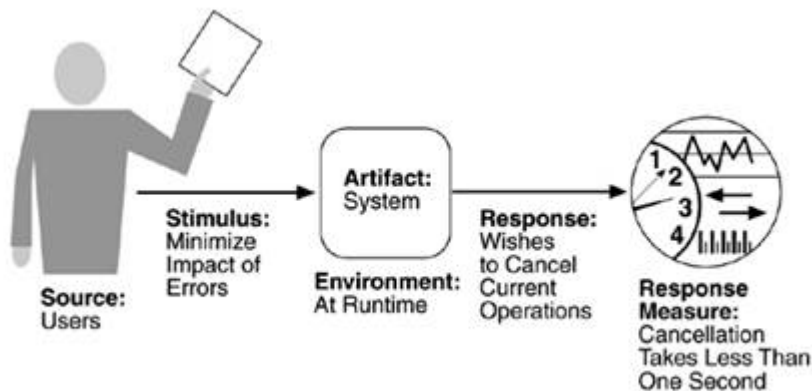 Source:
Users
Stimulus:
Minimize
Impact of
Errors
Artifact:
System
Environment:
At Runtime
Response:
Wishes
to Cancel
Current
Operations
1
2
3
4
Response
Measure:
Cancellation
Takes Less Than
One Second